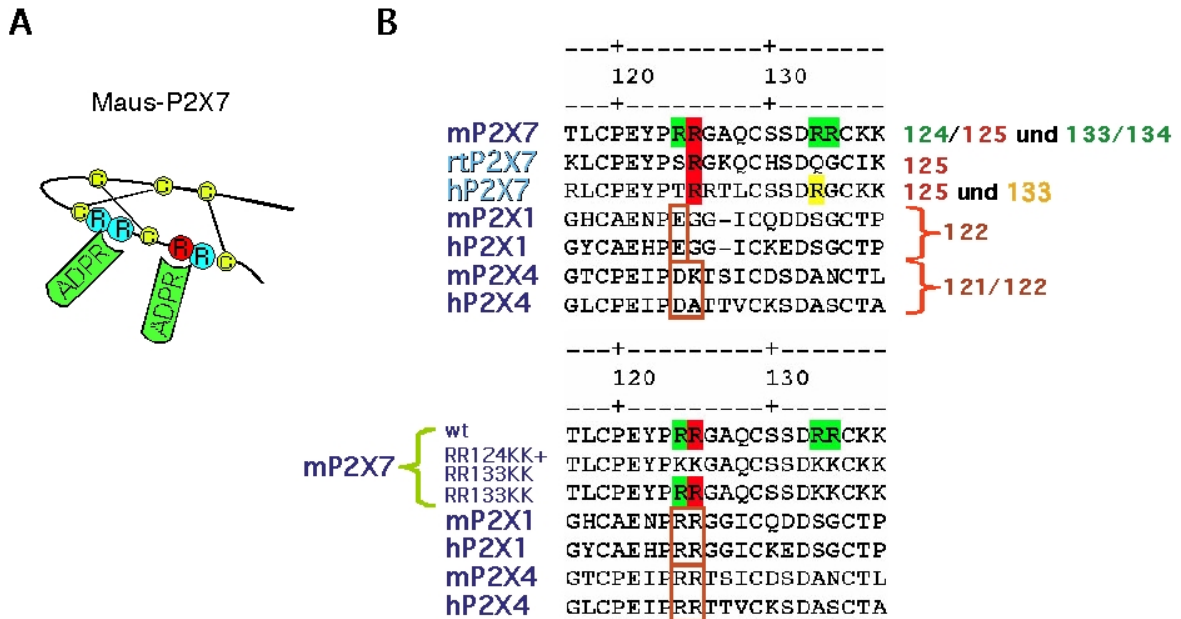 A
B
Maus-P2X7
C
C
C
C
R
R
C
R
R
C
ADPR
ADPR
---+---------+-------
120 130
---+---------+-------
mP2X7 TLCPEYPRRGAQCSSDRRCKK 124/125 und 133/134
rtP2X7 KLCPEYPSRGKQCHSDQGCIK 125
hP2X7 RLCPEYPTRRTLCSSDRGCKK 125 und 133
mP2X1 GHCAENPEGG-ICQDDSGCTP
hP2X1 GYCAEHPEGG-ICKEDSGCTP
122
mP2X4 GTCPEIPDKTSICDSDANCTL
hP2X4 GLCPEIPDATTVCKSDASCTA
121/122
---+---------+-------
120 130
---+---------+-------
mP2X7
wt TLCPEYPRRGAQCSSDRRCKK
RR124KK+
RR133KK TLCPEYPKKGAQCSSDKKCKK
RR133KK TLCPEYPRRGAQCSSDKKCKK
mP2X1 GHCAENPRRGGICQDDSGCTP
hP2X1 GYCAEHPRRGGICKEDSGCTP
mP2X4 GTCPEIPRRTSICDSDANCTL
hP2X4 GLCPEIPRRTTVCKSDASCTA